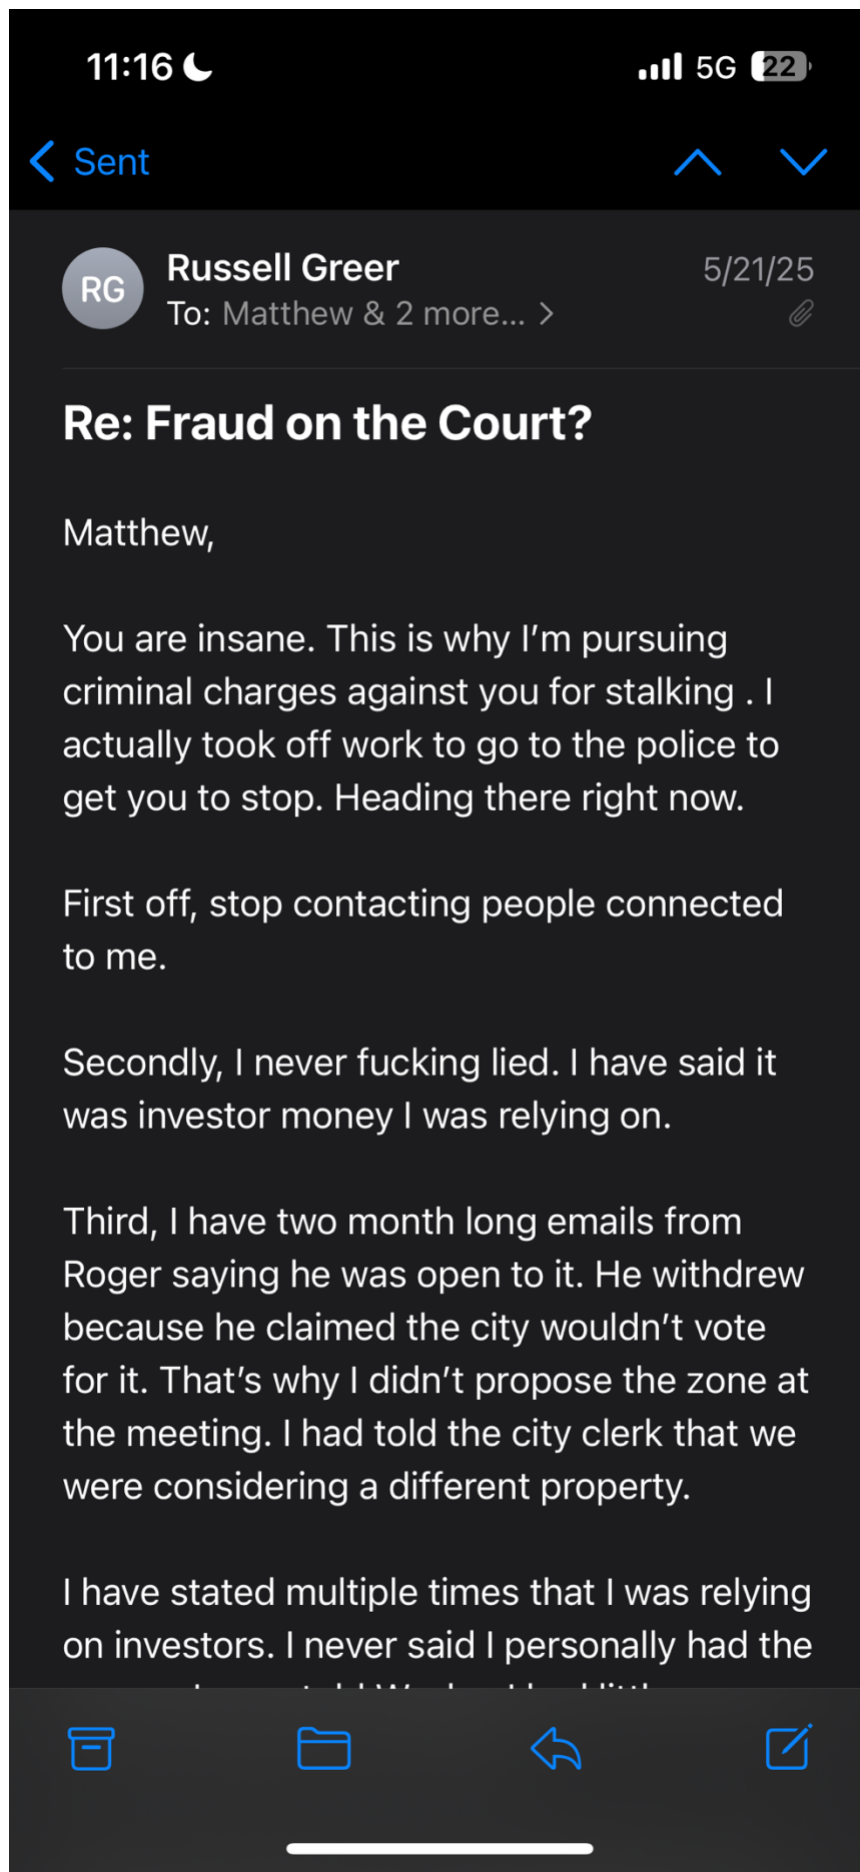 11:16
5G 22
Sent
RG
Russell Greer
5/21/25
To: Matthew & 2 more...
Re: Fraud on the Court?
Matthew,
You are insane. This is why I'm pursuing
criminal charges against you for stalking . I
actually took off work to go to the police to
get you to stop. Heading there right now.
First off, stop contacting people connected
to me.
Secondly, I never fucking lied. I have said it
was investor money I was relying on.
Third, I have two month long emails from
Roger saying he was open to it. He withdrew
because he claimed the city wouldn't vote
for it. That's why I didn't propose the zone at
the meeting. I had told the city clerk that we
were considering a different property.
I have stated multiple times that I was relying
on investors. I never said I personally had the